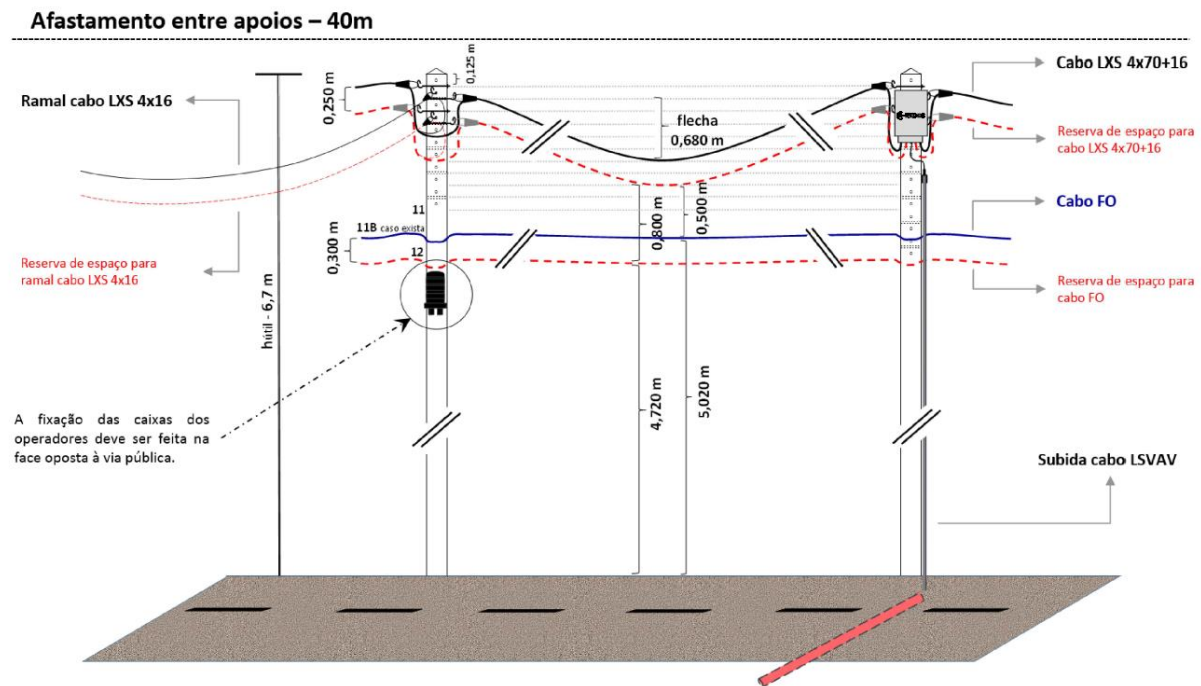 Afastamento entre apoios – 40m
Cabo LXS 4x70+16
Ramal cabo LXS 4x16
0,125 m
0,250 m
flecha
0,680 m
Reserva de espaço para
cabo LXS 4x70+16
11
11B caso exista
12
0,800 m
0,500 m
Cabo FO
0,300 m
Reserva de espaço para
ramal cabo LXS 4x16
Reserva de espaço para
cabo FO
hútil - 6,7 m
4,720 m
5,020 m
A fixação das caixas dos
operadores deve ser feita na
face oposta à via pública.
Subida cabo LSVAV